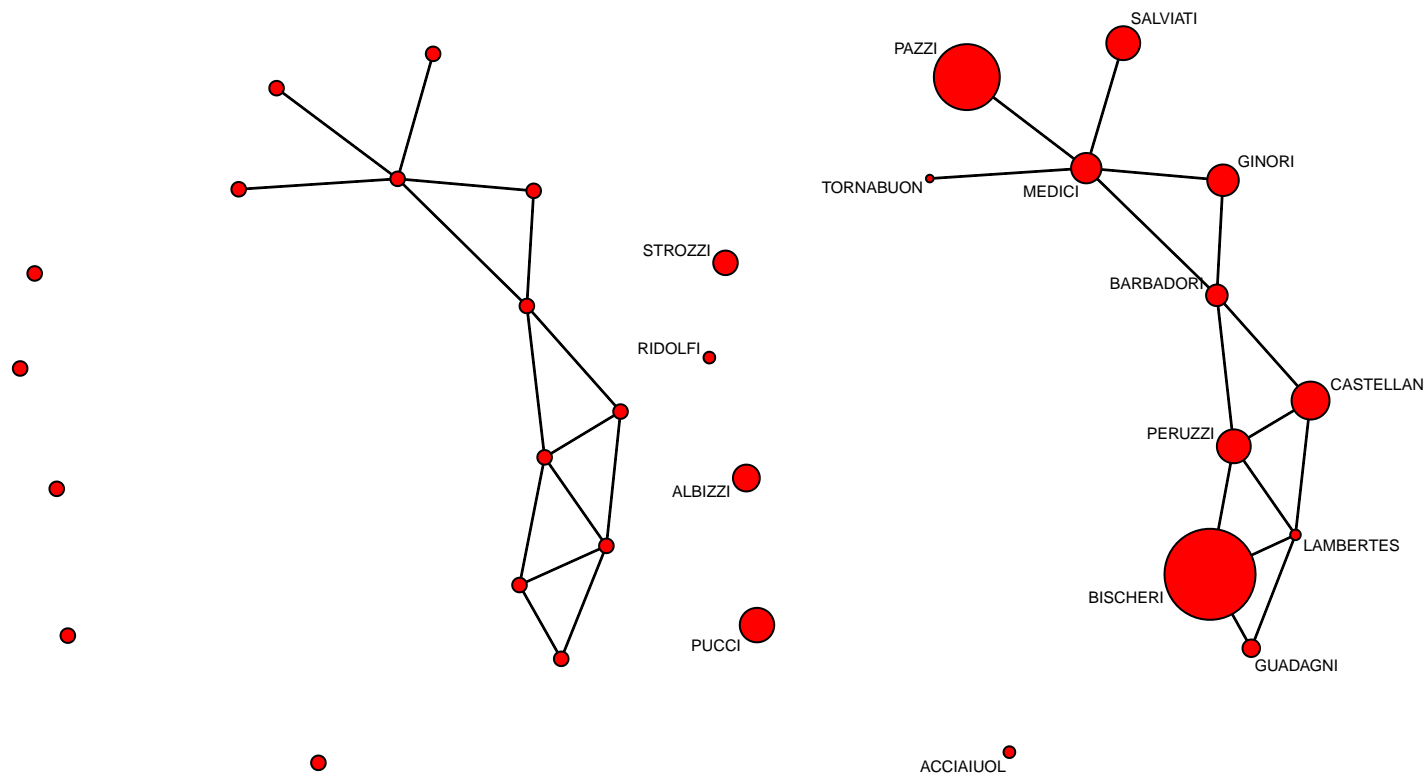 SALVIATI
PAZZI
GINORI
TORNABUON
MEDICI
STROZZI
BARBADORI
RIDOLFI
CASTELLAN
PERUZZI
ALBIZZI
LAMBERTES
BISCHERI
PUCCI
GUADAGNI
ACCIAIUOL